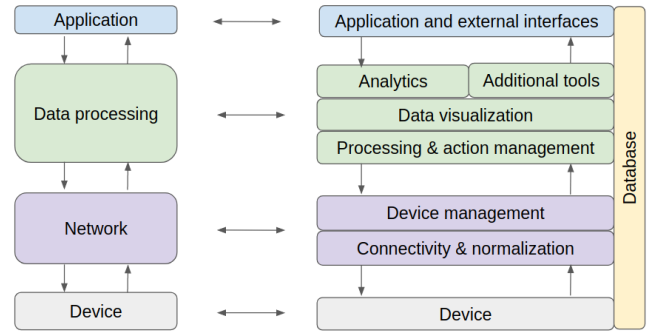 Application
Application and external interfaces
Analytics
Additional tools
Data processing
Data visualization
Processing & action management
Database
Network
Device management
Connectivity & normalization
Device
Device